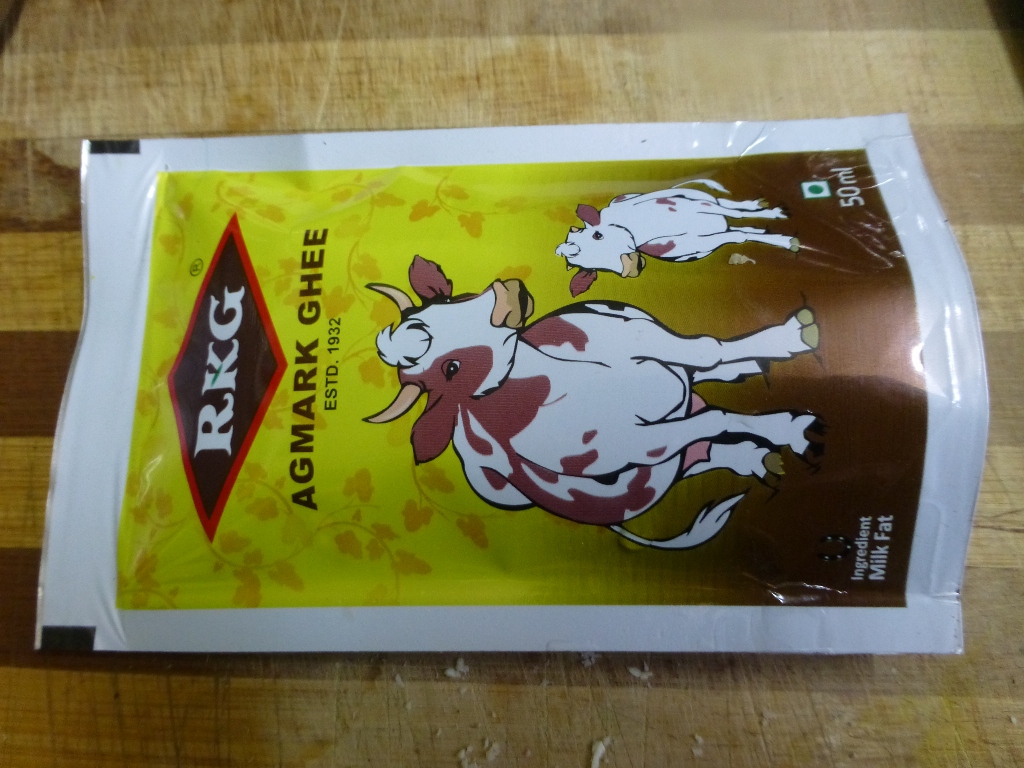 RKG ®
AGMARK GHEE
ESTD. 1932
50 ml
Ingredient
Milk Fat